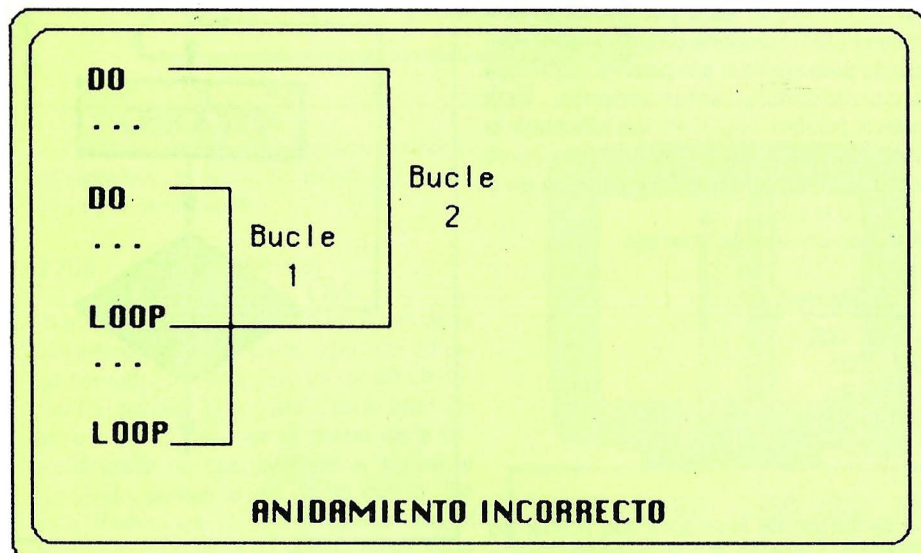 DO
...
DO
...
LOOP
...
LOOP
Bucle
1
Bucle
2
ANIDAMIENTO INCORRECTO